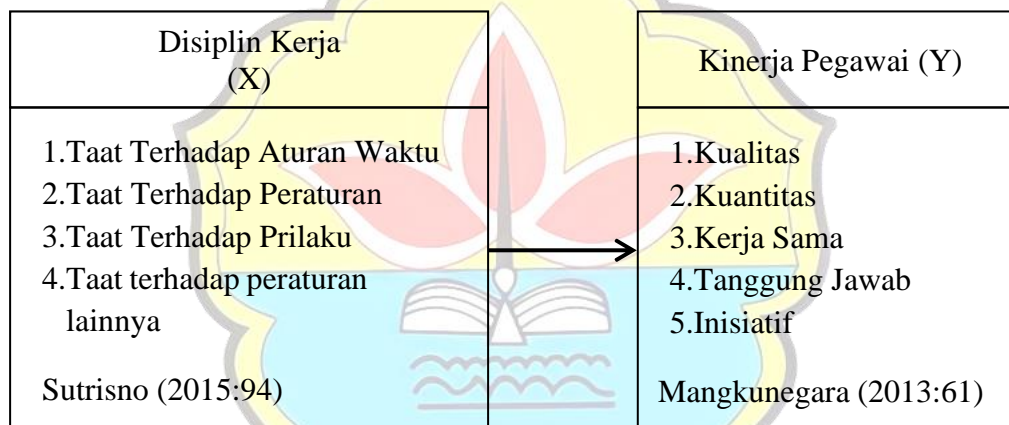 Disiplin Kerja
(X)
1.Taat Terhadap Aturan Waktu
2.Taat Terhadap Peraturan
3.Taat Terhadap Prilaku
4.Taat terhadap peraturan
lainnya
Sutrisno (2015:94)
Kinerja Pegawai (Y)
1.Kualitas
2.Kuantitas
3.Kerja Sama
4.Tanggung Jawab
5.Inisiatif
Mangkunegara (2013:61)